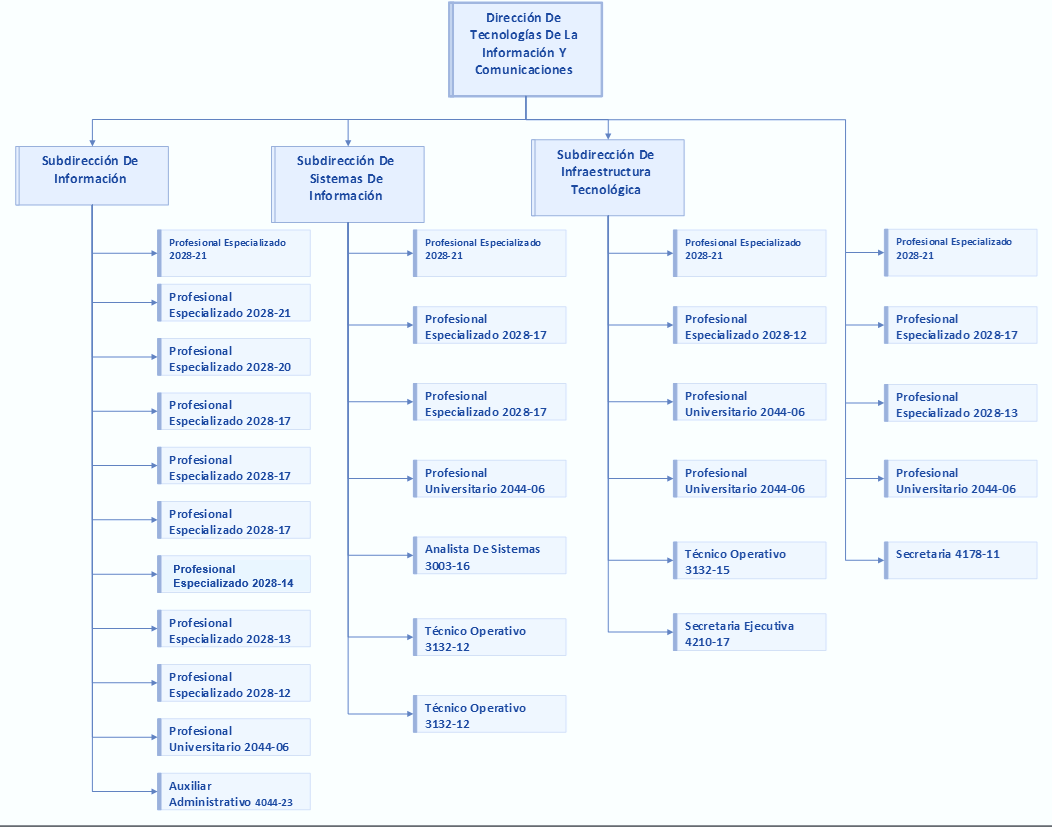 Dirección De
Tecnologías De La
Información Y
Comunicaciones
Subdirección De
Información
Subdirección De
Sistemas De
Información
Subdirección De
Infraestructura
Tecnológica
Profesional Especializado
2028-21
Profesional
Especializado 2028-21
Profesional
Especializado 2028-20
Profesional
Especializado 2028-17
Profesional
Especializado 2028-17
Profesional
Especializado 2028-17
Profesional
Especializado 2028-14
Profesional
Especializado 2028-13
Profesional
Especializado 2028-12
Profesional
Universitario 2044-06
Auxiliar
Administrativo 4044-23
Profesional Especializado
2028-21
Profesional
Especializado 2028-17
Profesional
Especializado 2028-17
Profesional
Universitario 2044-06
Analista De Sistemas
3003-16
Técnico Operativo
3132-12
Técnico Operativo
3132-12
Profesional Especializado
2028-21
Profesional
Especializado 2028-12
Profesional
Universitario 2044-06
Profesional
Universitario 2044-06
Técnico Operativo
3132-15
Secretaria Ejecutiva
4210-17
Profesional Especializado
2028-21
Profesional
Especializado 2028-17
Profesional
Especializado 2028-13
Profesional
Universitario 2044-06
Secretaria 4178-11